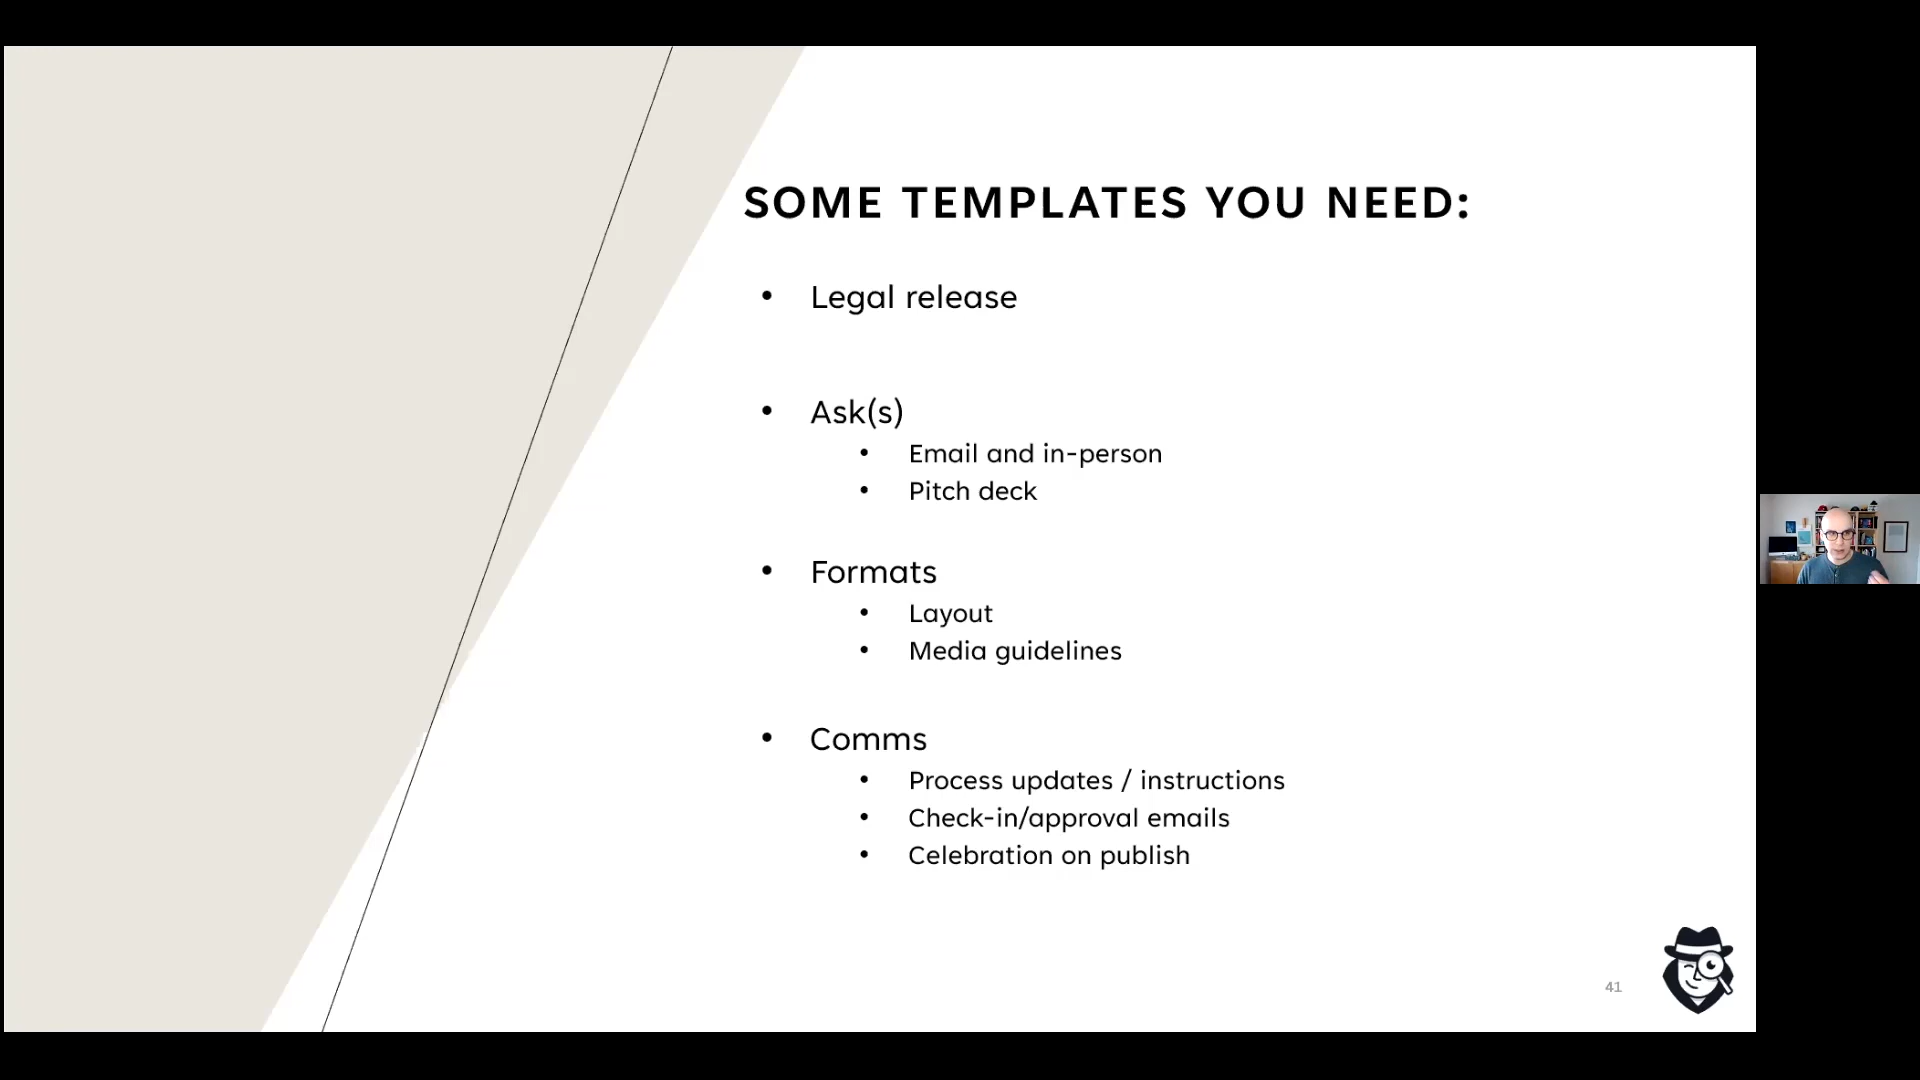 SOME TEMPLATES YOU NEED:
• Legal release
• Ask(s)
• Email and in-person
• Pitch deck
• Formats
• Layout
• Media guidelines
• Comms
• Process updates / instructions
• Check-in/approval emails
• Celebration on publish
41